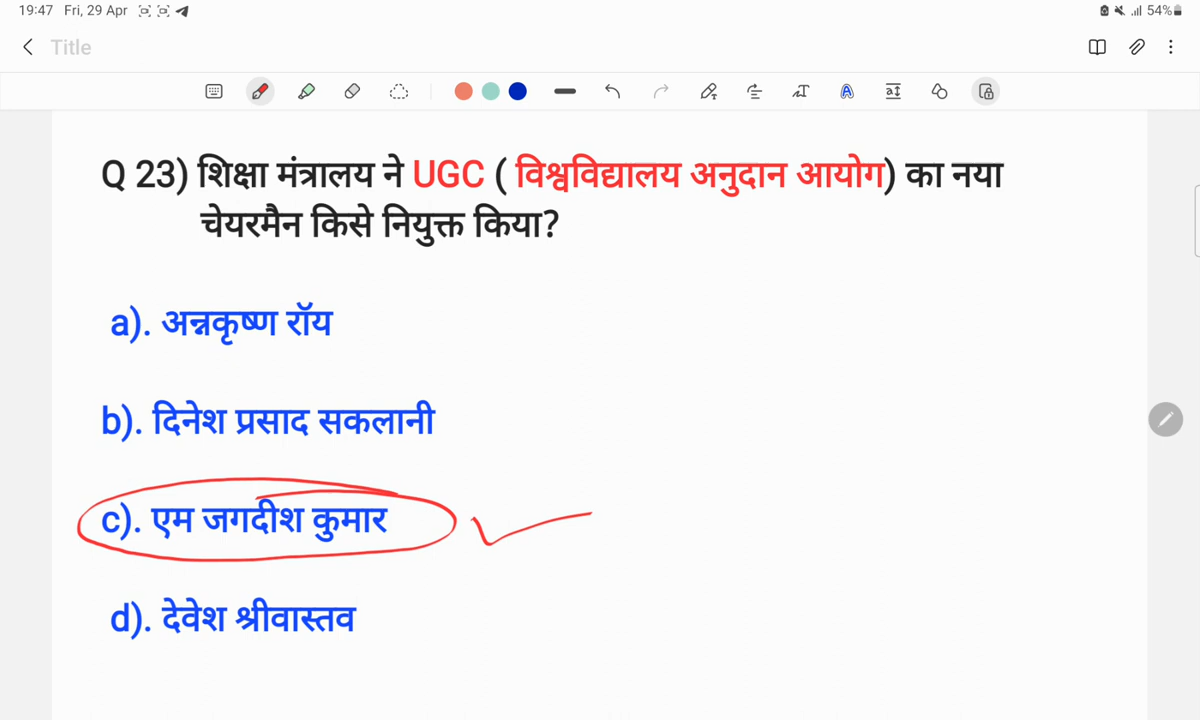 19:47 Fri, 29 Apr 54%
Title
Q 23) शिक्षा मंत्रालय ने UGC ( विश्वविद्यालय अनुदान आयोग) का नया
चेयरमैन किसे नियुक्त किया?
a). अन्नकृष्ण रॉय
b). दिनेश प्रसाद सकलानी
c). एम जगदीश कुमार
d). देवेश श्रीवास्तव